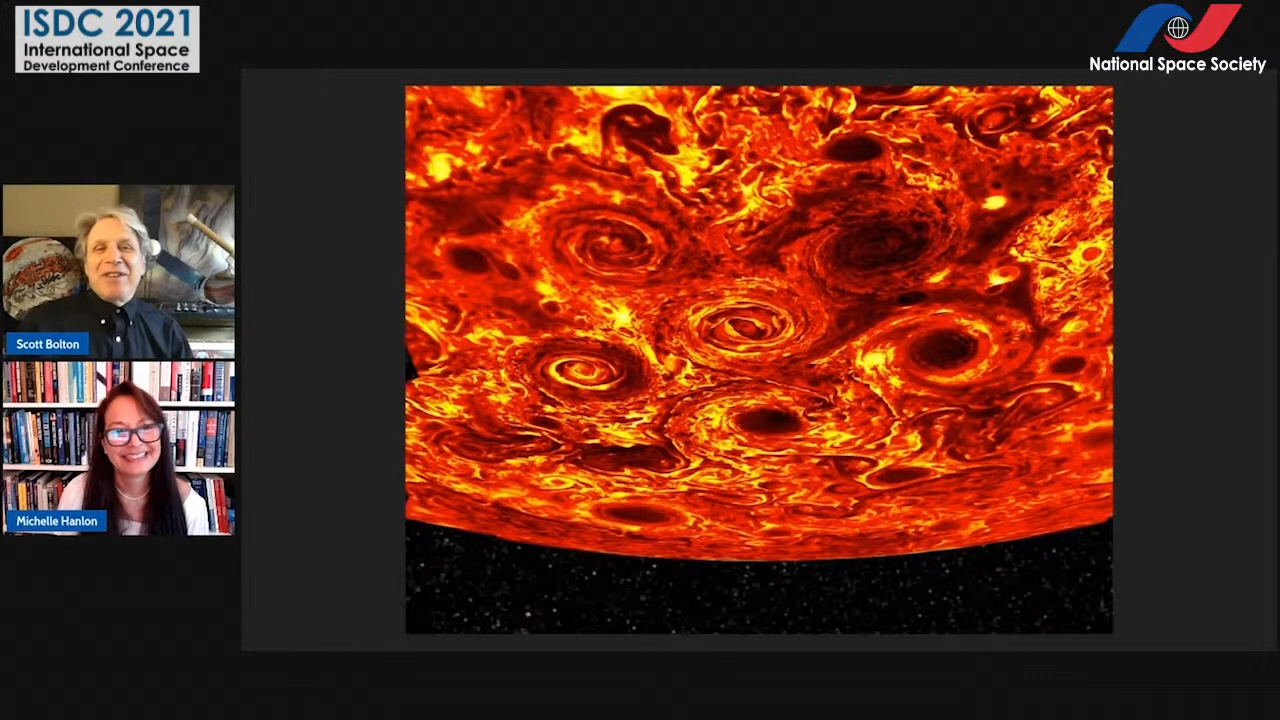 ISDC 2021
International Space
Development Conference
National Space Society
Scott Bolton
Michelle Hanlon